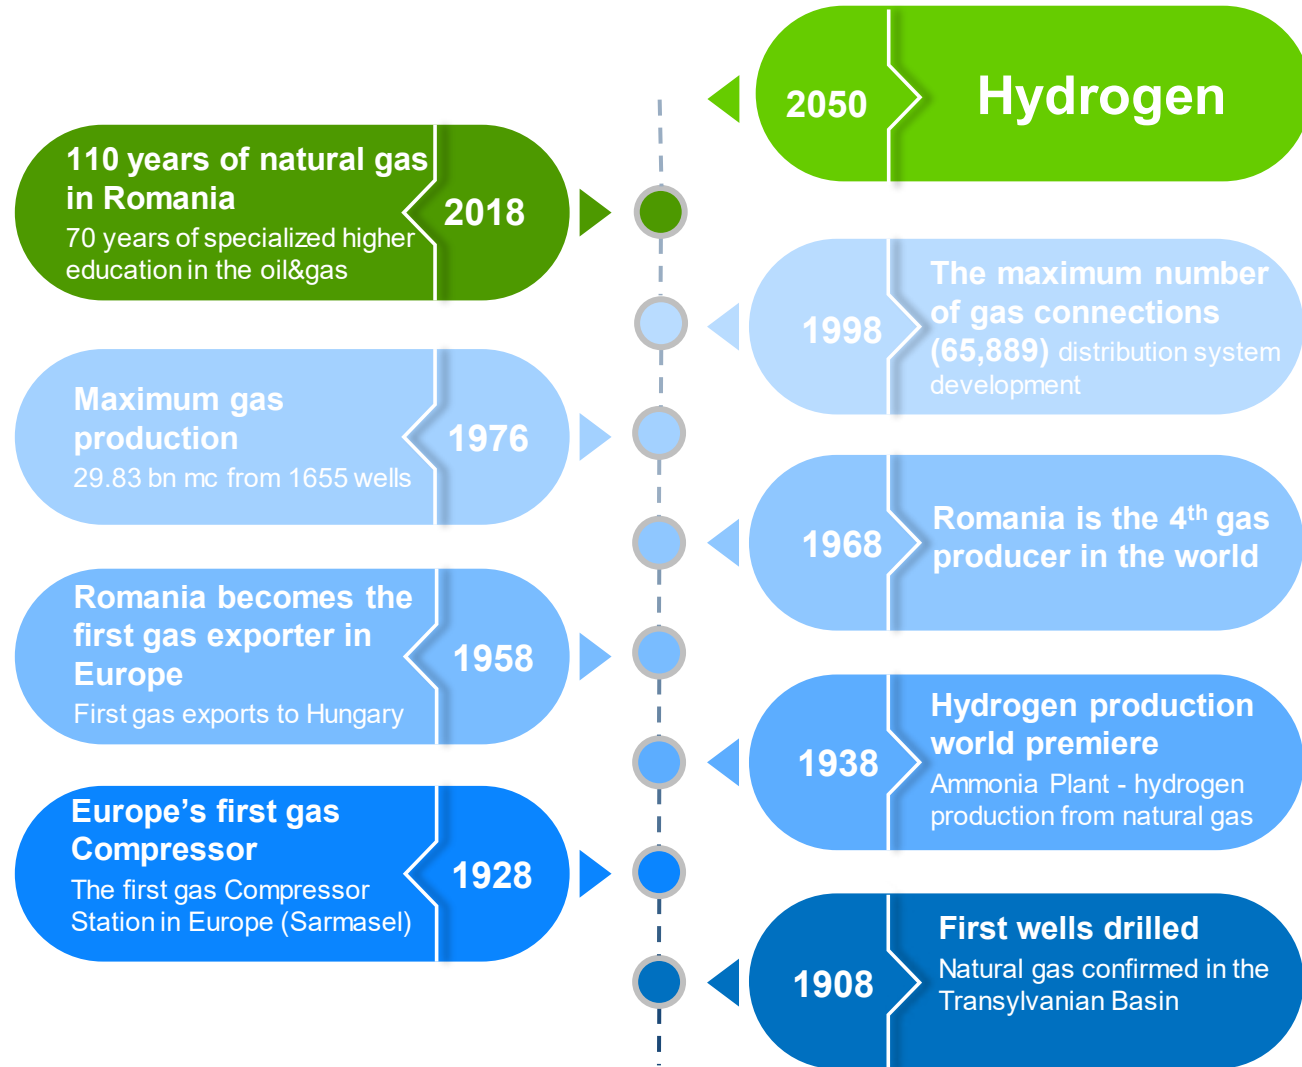 2050
Hydrogen
110 years of natural gas
in Romania
70 years of specialized higher
education in the oil&gas
2018
1998
The maximum number
of gas connections
(65,889) distribution system
development
Maximum gas
production
29.83 bn mc from 1655 wells
1976
1968
Romania is the 4th gas
producer in the world
Romania becomes the
first gas exporter in
Europe
First gas exports to Hungary
1958
1938
Hydrogen production
world premiere
Ammonia Plant - hydrogen
production from natural gas
Europe’s first gas
Compressor
The first gas Compressor
Station in Europe (Sarmasel)
1928
1908
First wells drilled
Natural gas confirmed in the
Transylvanian Basin